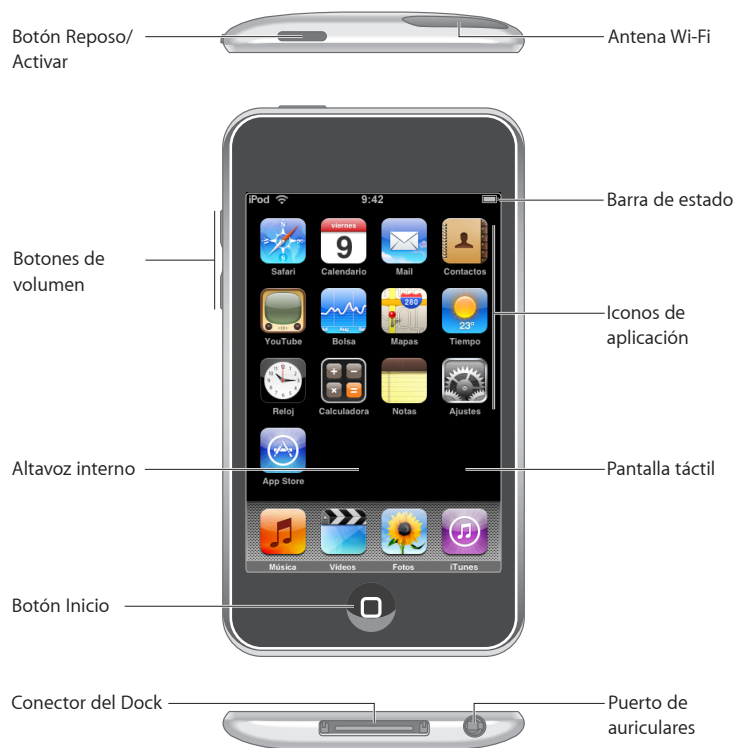 Botón Reposo/
Activar
Antena Wi-Fi
iPod 9:42
Barra de estado
viernes
9
Safari Calendario Mail Contactos
Botones de
volumen
280
23°
Iconos de
aplicación
YouTube Bolsa Mapas Tiempo
Reloj Calculadora Notas Ajustes
Altavoz interno
Pantalla táctil
App Store
Música Vídeos Fotos iTunes
Botón Inicio
Conector del Dock
Puerto de
auriculares